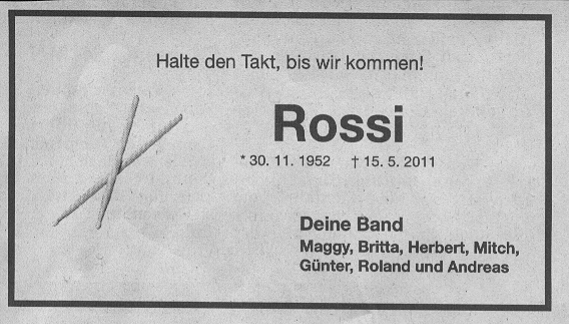 Halte den Takt, bis wir kommen!
Rossi
* 30. 11. 1952 † 15. 5. 2011
Deine Band
Maggy, Britta, Herbert, Mitch,
Günter, Roland und Andreas